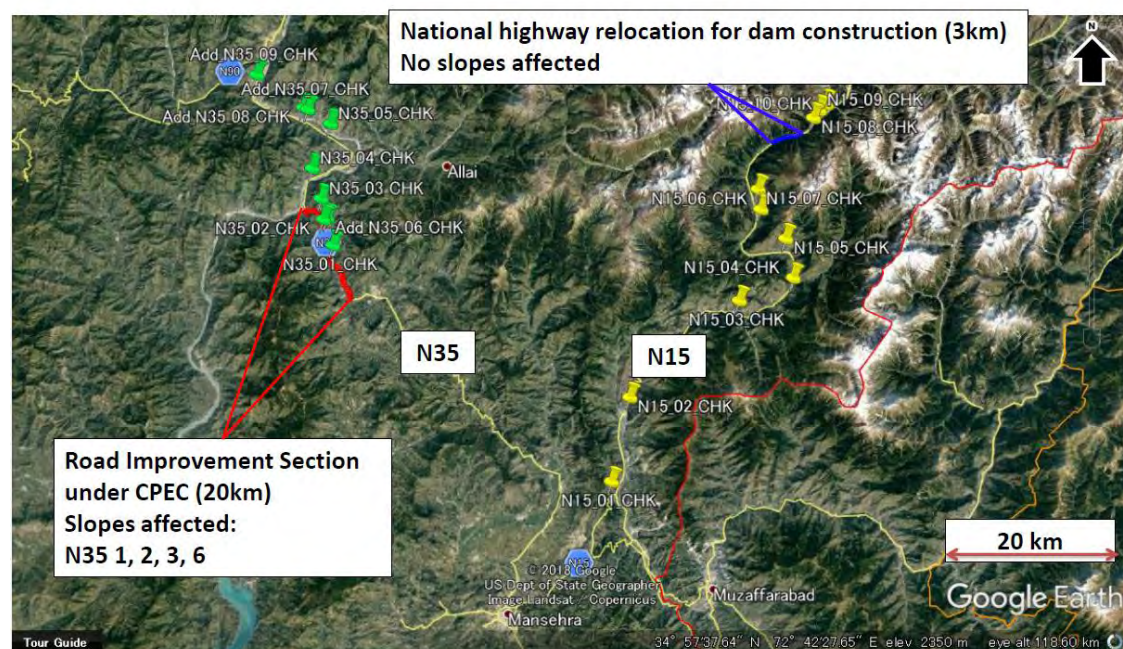 National highway relocation for dam construction (3km)
No slopes affected
N
Add N35_09_CHK
N90
Add N35_07_CHK
Add N35_08_CHK
N35_05_CHK
N35_04_CHK
Allai
N35_03_CHK
N35_02_CHK
Add N35_06_CHK
N35_01_CHK
N15_10_CHK
N15_09_CHK
N15_08_CHK
N15_06_CHK
N15_07_CHK
N15_05_CHK
N15_04_CHK
N15_03_CHK
N35
N15
N15_02_CHK
N15_01_CHK
Road Improvement Section
under CPEC (20km)
Slopes affected:
N35 1, 2, 3, 6
20 km
N15
© 2018 Google
US Dept of State Geographer
Image Landsat / Copernicus
Muzaffarabad
Mansehra
Google Earth
Tour Guide
34° 57'37.64" N 72° 42'27.65" E elev 2350 m eye alt 118.60 km